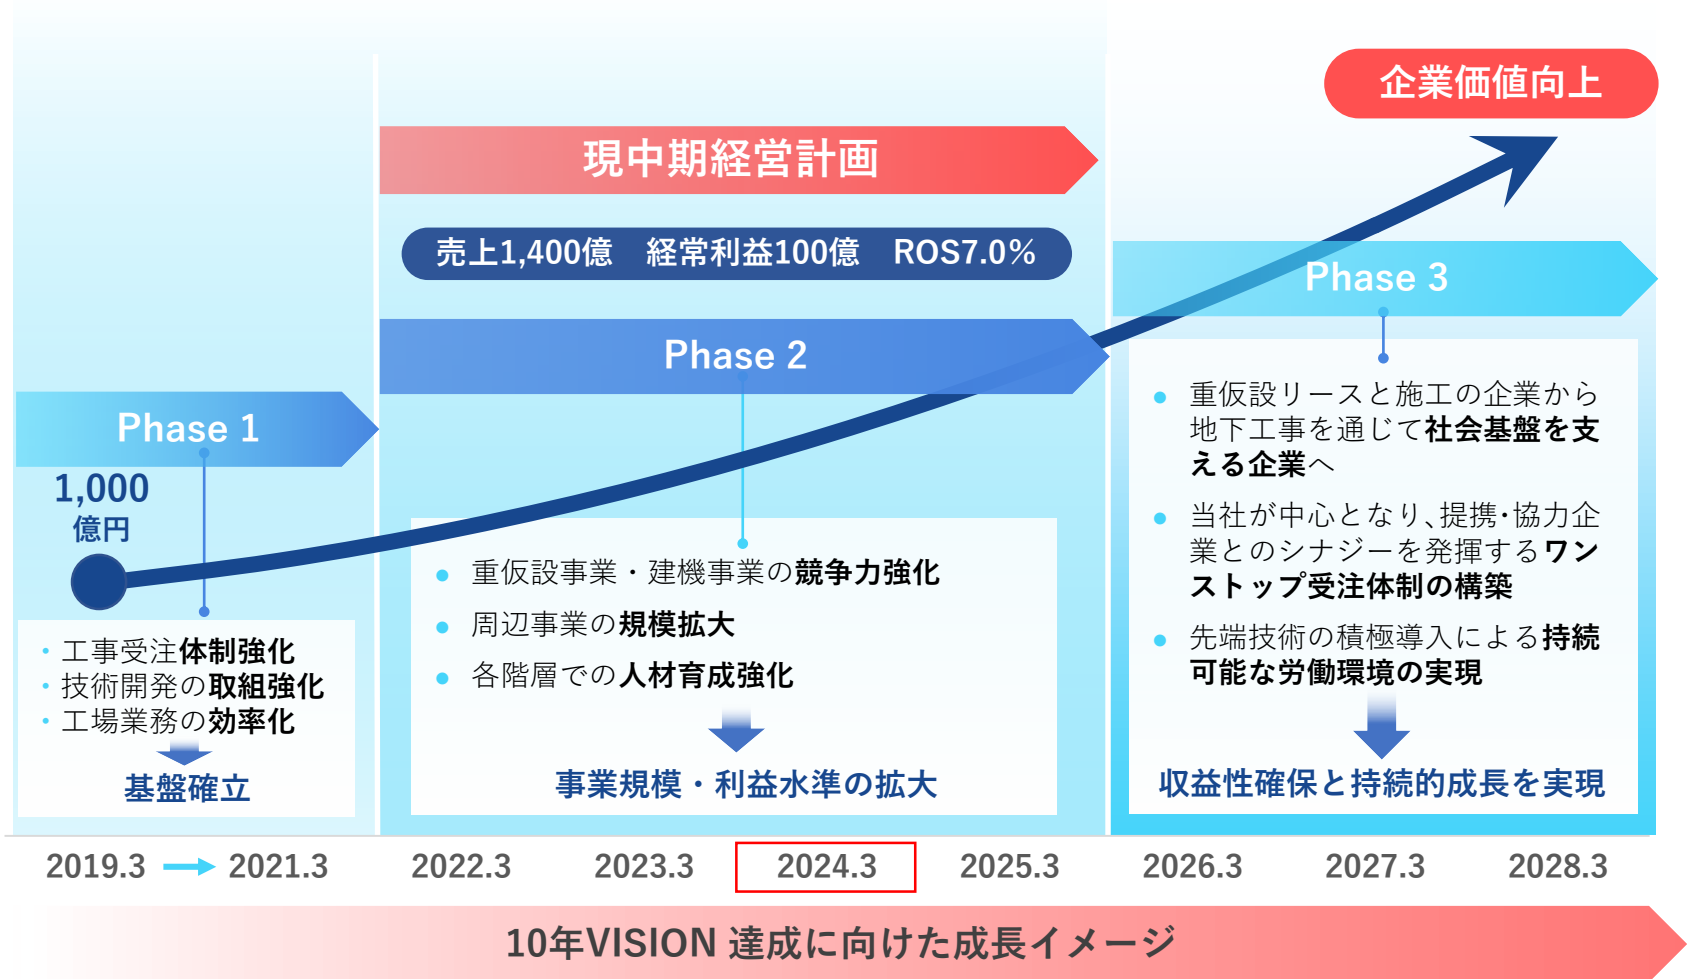 企業価値向上
現中期経営計画
売上1,400億　経常利益100億　ROS7.0%
Phase 1
1,000
億円
・工事受注体制強化
・技術開発の取組強化
・工場業務の効率化
基盤確立
Phase 2
● 重仮設事業・建機事業の競争力強化
● 周辺事業の規模拡大
● 各階層での人材育成強化
事業規模・利益水準の拡大
Phase 3
● 重仮設リースと施工の企業から
地下工事を通じて社会基盤を支
える企業へ
● 当社が中心となり、提携・協力企
業とのシナジーを発揮するワン
ストップ受注体制の構築
● 先端技術の積極導入による持続
可能な労働環境の実現
収益性確保と持続的成長を実現
2019.3 → 2021.3 2022.3 2023.3 2024.3 2025.3 2026.3 2027.3 2028.3
10年VISION 達成に向けた成長イメージ